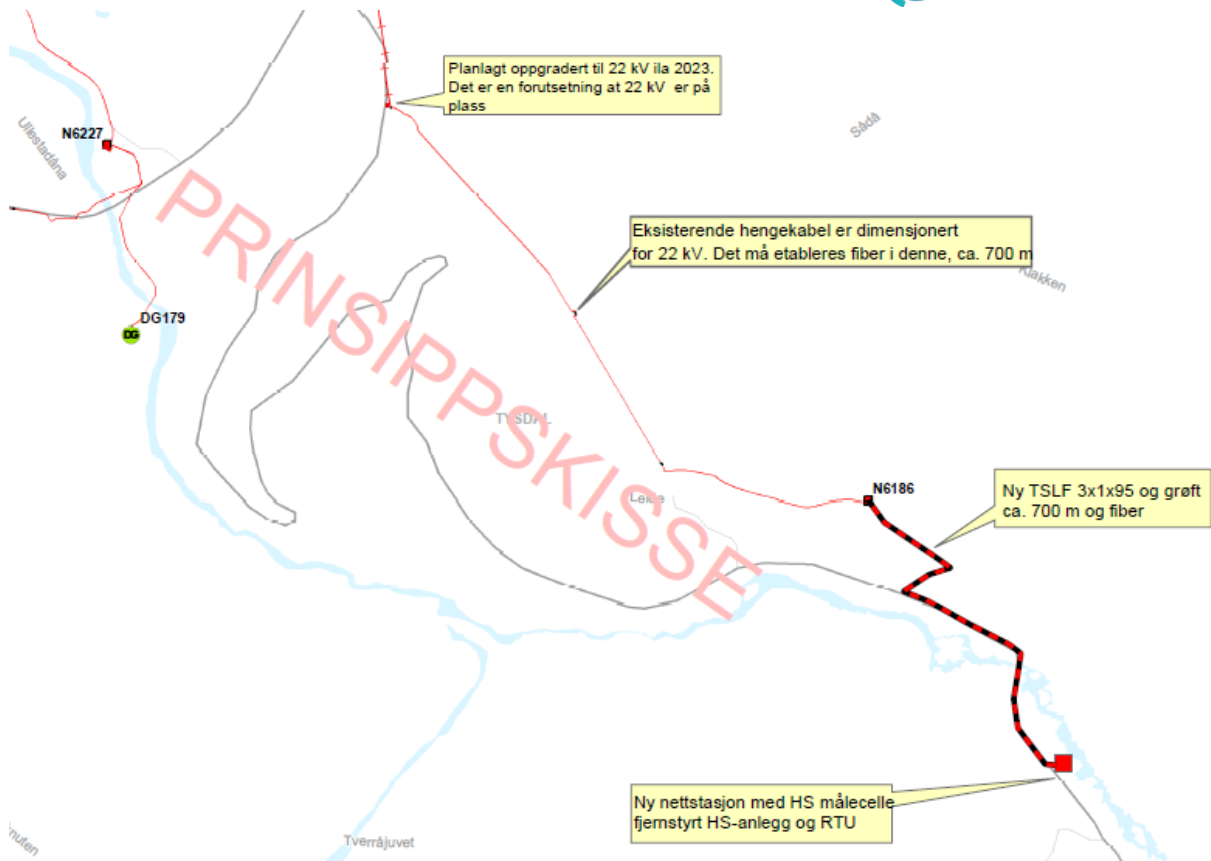 Planlagt oppgradert til 22 kV ila 2023.
Det er en forutsetning at 22 kV er på
plass
Ullestadåna
N6227
Sådå
Eksisterende hengekabel er dimensjonert
for 22 kV. Det må etableres fiber i denne, ca. 700 m
Klakken
PRINSIPPSKISSE
DG179
DG
TYSDAL
N6186
Ny TSLF 3x1x95 og grøft
ca. 700 m og fiber
Ny nettstasjon med HS målecelle
fjernstyrt HS-anlegg og RTU
Tverråjuvet